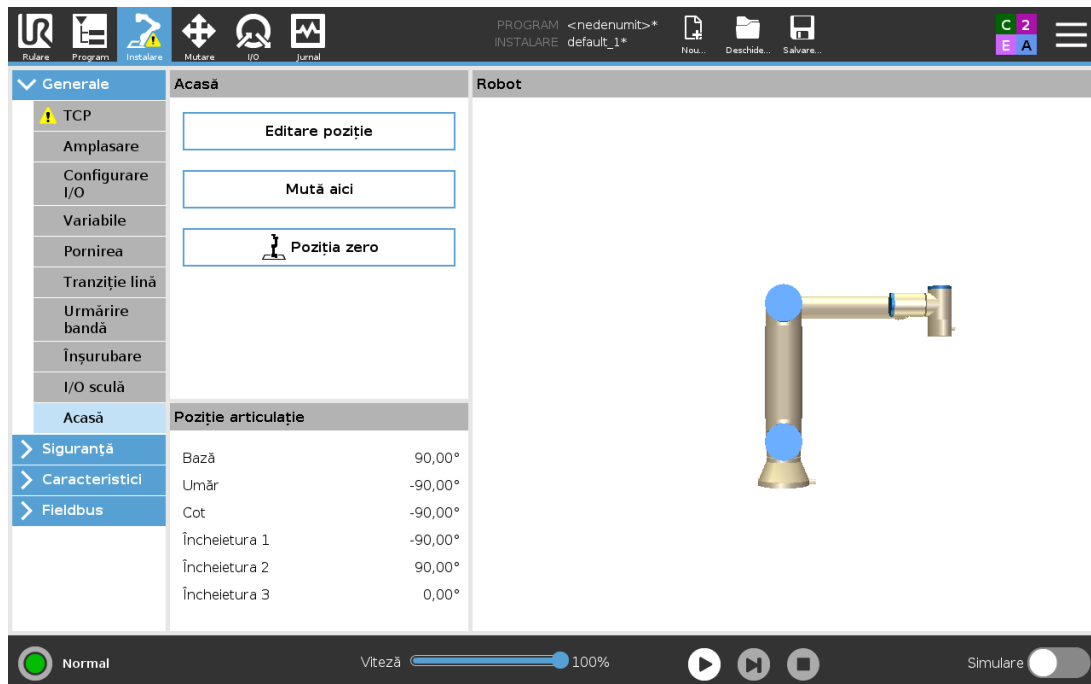 PROGRAM <nedenumit>*
INSTALARE default_1*
Rulare Program Instalare Mutare I/O Jurnal Nou... Deschide... Salvare...
C 2
E A
Generale
TCP
Amplasare
Configurare
I/O
Variabile
Pornirea
Tranziție lină
Urmărire
bandă
Înșurubare
I/O sculă
Acasă
Siguranță
Caracteristici
Fieldbus
Acasă
Editare poziție
Mută aici
Poziția zero
Poziție articulație
Bază 90,00°
Umăr -90,00°
Cot -90,00°
Încheietura 1 -90,00°
Încheietura 2 90,00°
Încheietura 3 0,00°
Robot
Normal
Viteză 100%
Simulare